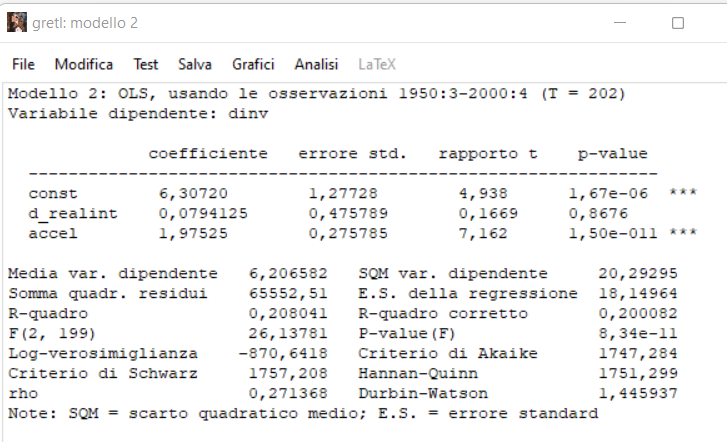 gretl: modello 2
File Modifica Test Salva Grafici Analisi LaTeX
Modello 2: OLS, usando le osservazioni 1950:3-2000:4 (T = 202)
Variabile dipendente: dinv
coefficiente errore std. rapporto t p-value
---------------------------------------------------------------
const 6,30720 1,27728 4,938 1,67e-06 ***
d_realint 0,0794125 0,475789 0,1669 0,8676
accel 1,97525 0,275785 7,162 1,50e-011 ***
Media var. dipendente 6,206582 SQM var. dipendente 20,29295
Somma quadr. residui 65552,51 E.S. della regressione 18,14964
R-quadro 0,208041 R-quadro corretto 0,200082
F(2, 199) 26,13781 P-value(F) 8,34e-11
Log-verosimiglianza -870,6418 Criterio di Akaike 1747,284
Criterio di Schwarz 1757,208 Hannan-Quinn 1751,299
rho 0,271368 Durbin-Watson 1,445937
Note: SQM = scarto quadratico medio; E.S. = errore standard